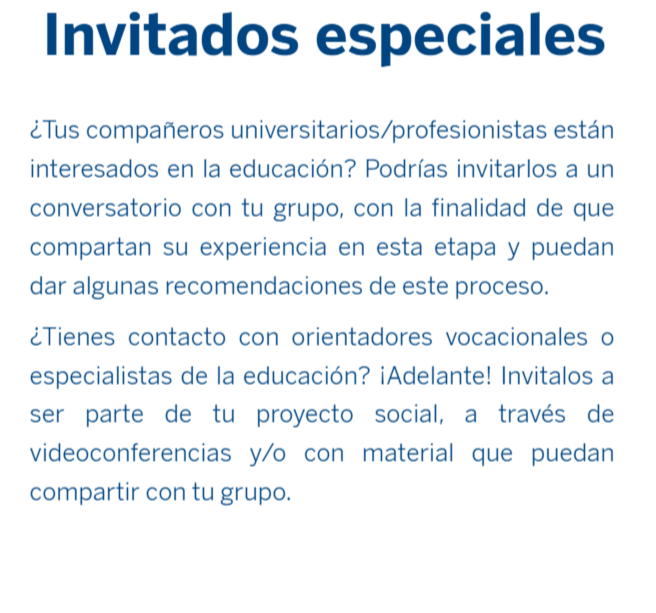 Invitados especiales
¿Tus compañeros universitarios/profesionistas están
interesados en la educación? Podrías invitarlos a un
conversatorio con tu grupo, con la finalidad de que
compartan su experiencia en esta etapa y puedan
dar algunas recomendaciones de este proceso.
¿Tienes contacto con orientadores vocacionales o
especialistas de la educación? ¡Adelante! Invitalos a
ser parte de tu proyecto social, a través de
videoconferencias y/o con material que puedan
compartir con tu grupo.